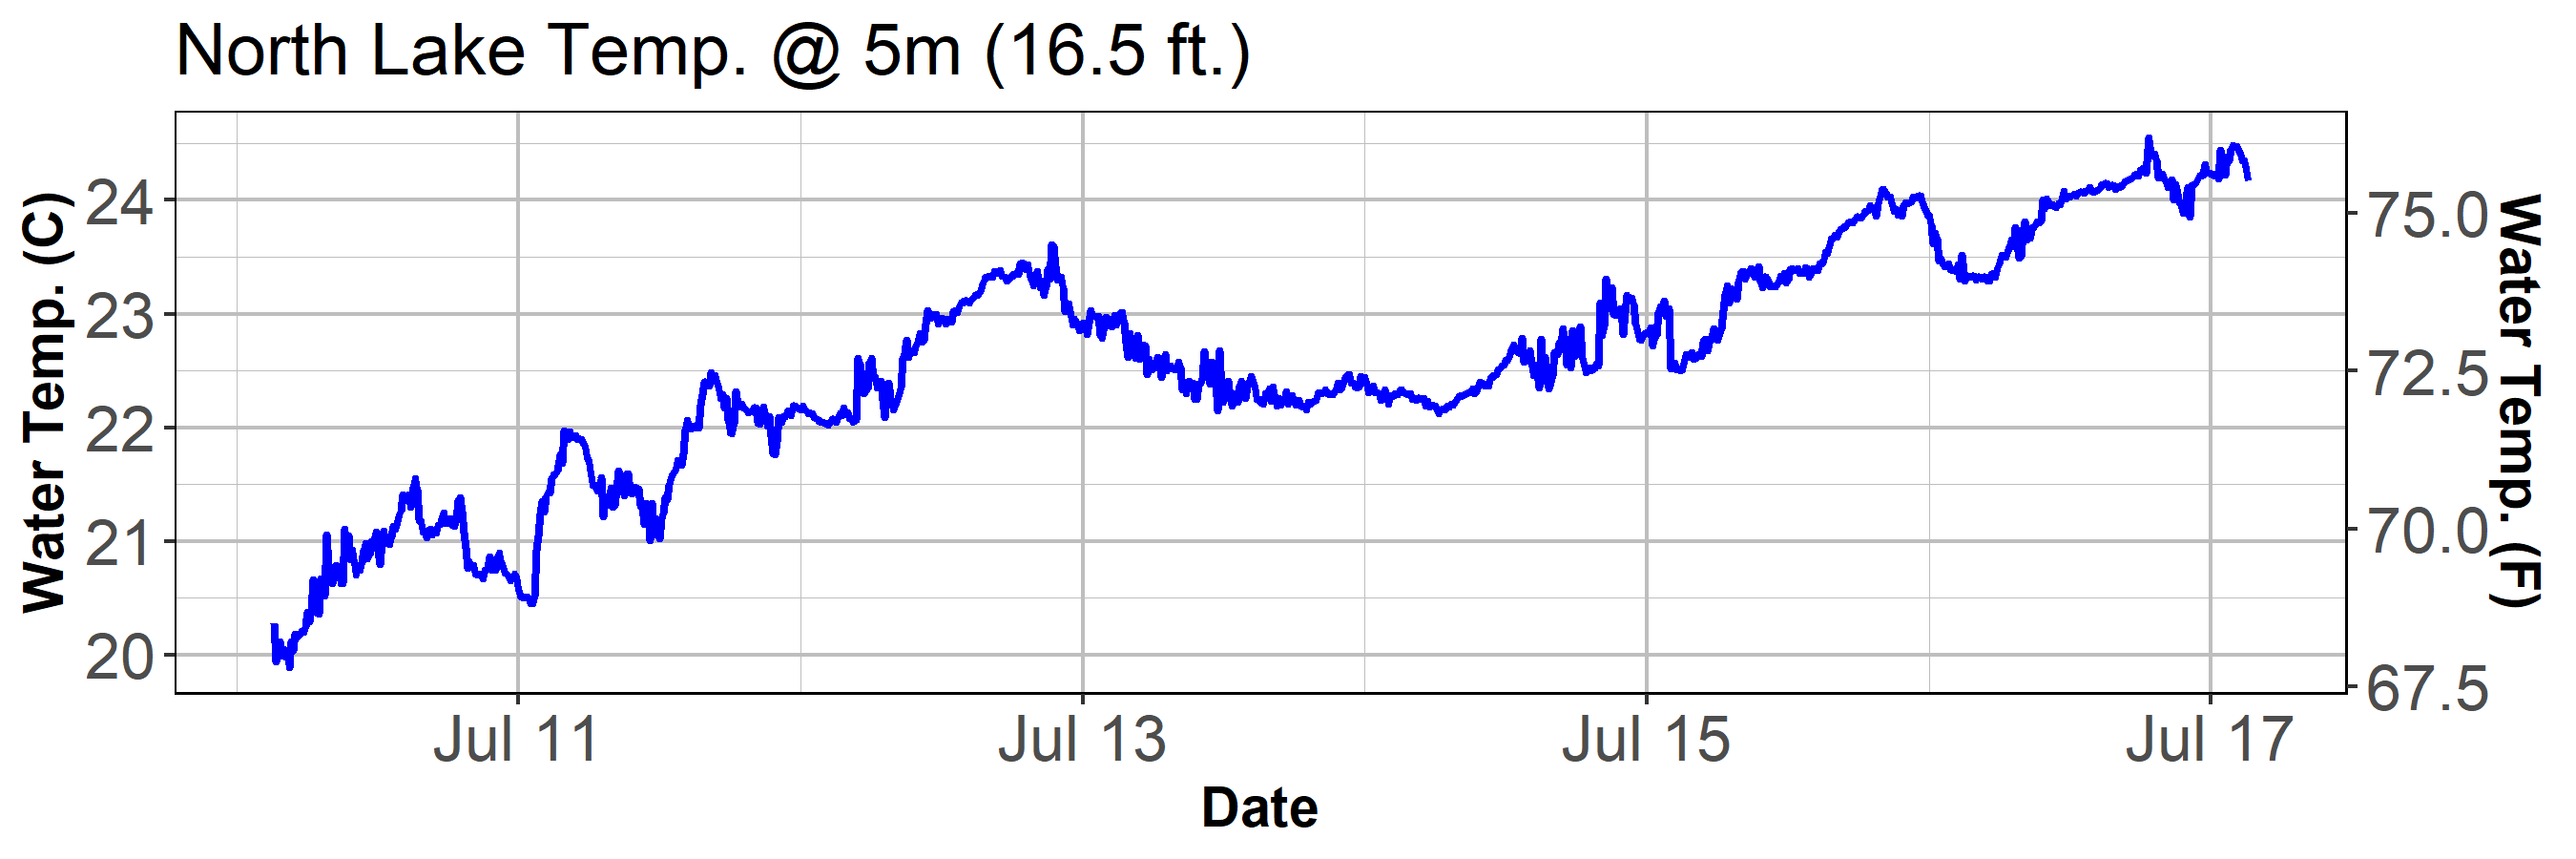 North Lake Temp. @ 5m (16.5 ft.)
Water Temp. (C)
24
23
22
21
20
75.0
72.5
70.0
67.5
Water Temp. (F)
Jul 11 Jul 13 Jul 15 Jul 17
Date